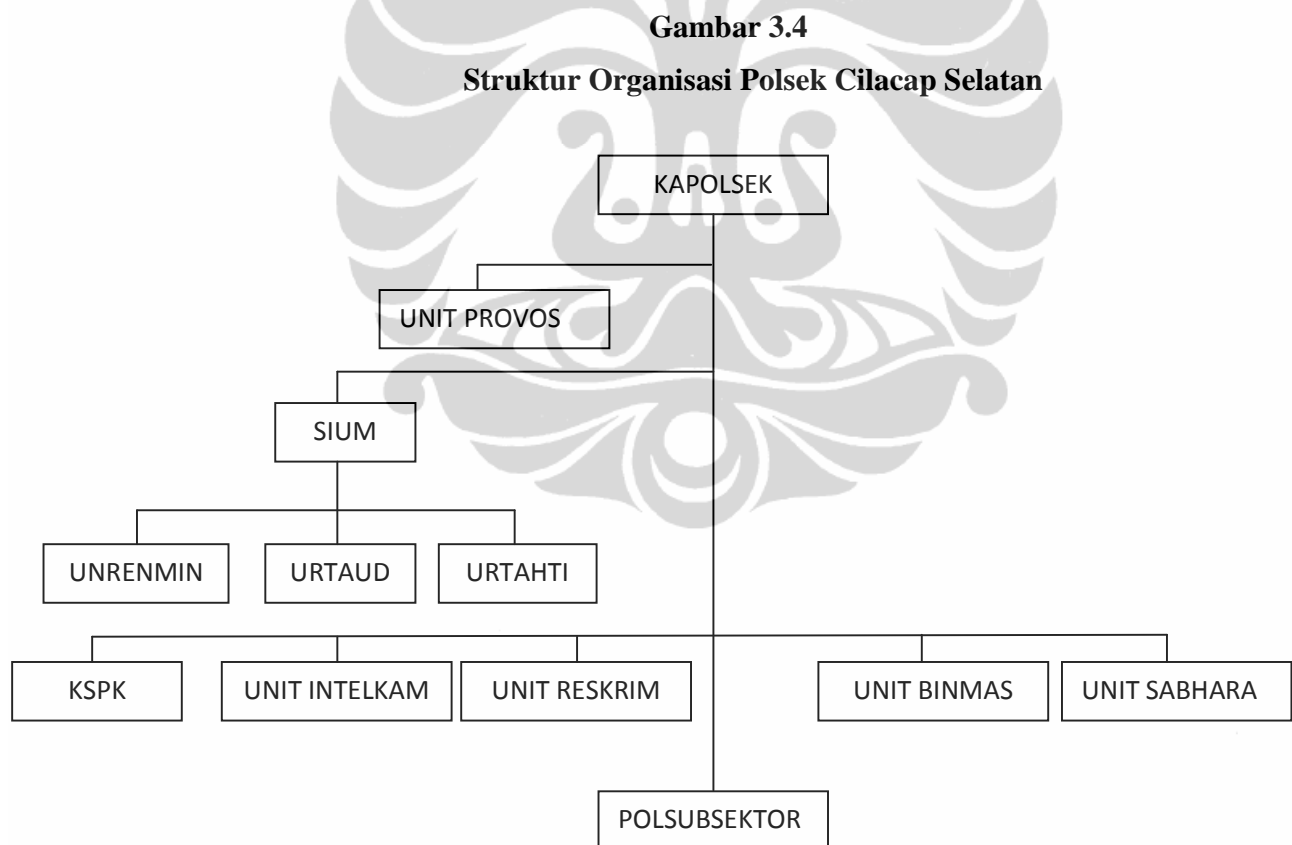 Gambar 3.4
Struktur Organisasi Polsek Cilacap Selatan
KAPOLSEK
UNIT PROVOS
SIUM
UNRENMIN
URTAUD
URTAHTI
KSPK
UNIT INTELKAM
UNIT RESKRIM
UNIT BINMAS
UNIT SABHARA
POLSUBSEKTOR